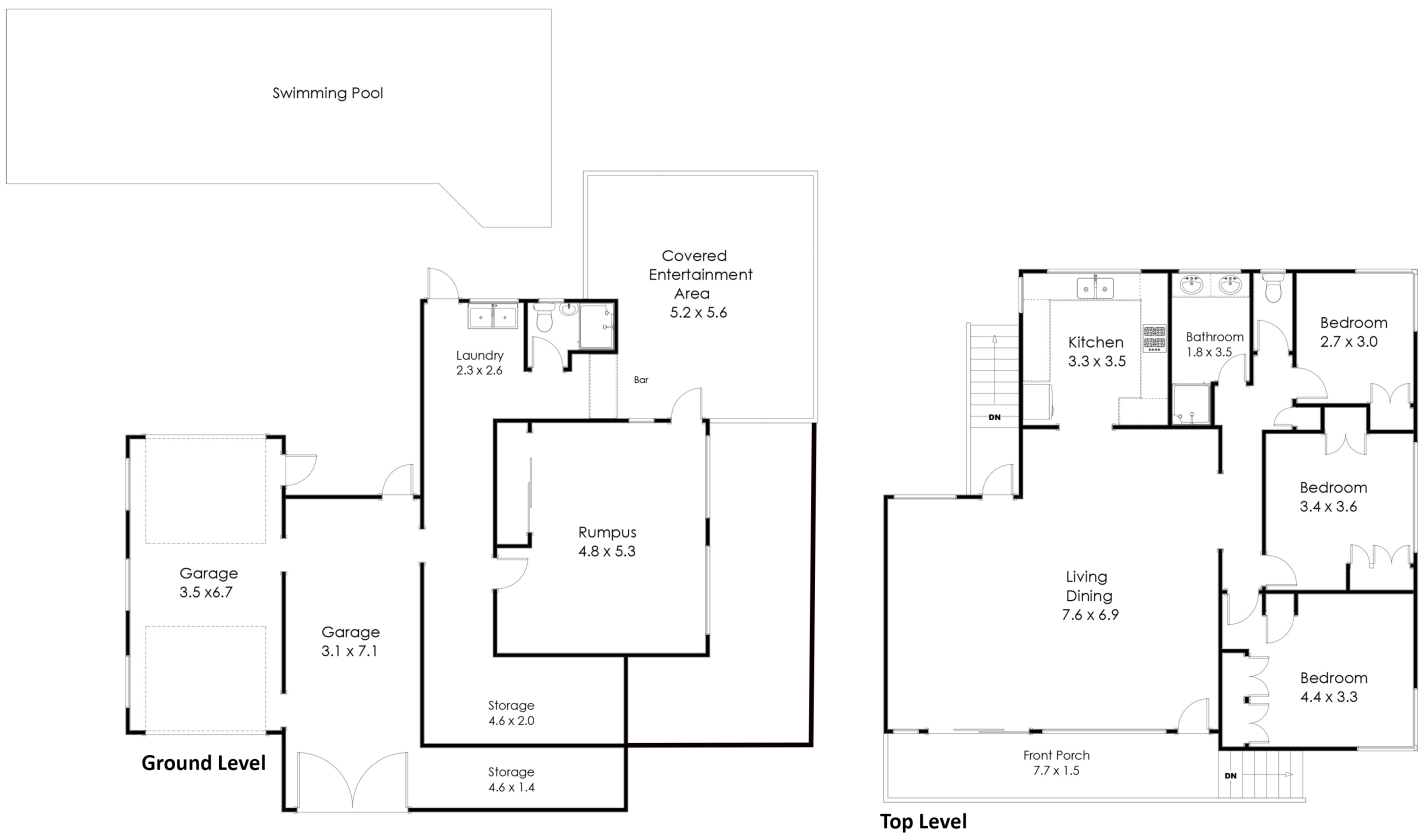 Swimming Pool
Covered
Entertainment
Area
5.2 x 5.6
Laundry
2.3 x 2.6
Bar
Rumpus
4.8 x 5.3
Garage
3.5 x6.7
Garage
3.1 x 7.1
Storage
4.6 x 2.0
Storage
4.6 x 1.4
Ground Level
Kitchen
3.3 x 3.5
Bathroom
1.8 x 3.5
Bedroom
2.7 x 3.0
DN
Bedroom
3.4 x 3.6
Living
Dining
7.6 x 6.9
Bedroom
4.4 x 3.3
Front Porch
7.7 x 1.5
DN
Top Level